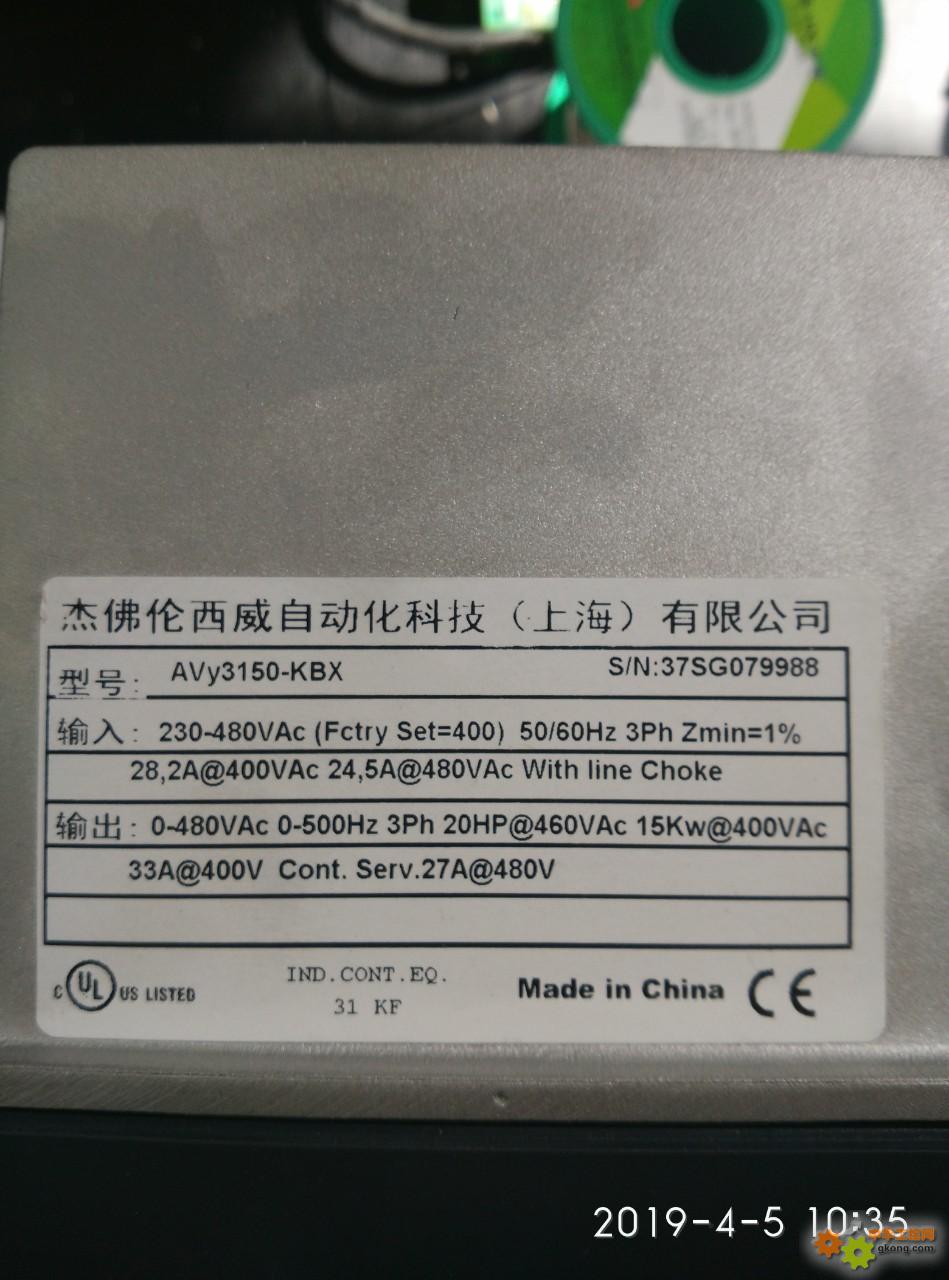 杰佛伦西威自动化科技（上海）有限公司
型号: AVy3150-KBX S/N:37SG079988
输入: 230-480VAc (Fctry Set=400) 50/60Hz 3Ph Zmin=1%
28,2A@400VAc 24,5A@480VAc With line Choke
输出: 0-480VAc 0-500Hz 3Ph 20HP@460VAc 15Kw@400VAc
33A@400V Cont. Serv.27A@480V
C UL US LISTED
IND.CONT.EQ.
31 KF
Made in China CE
2019-4-5 10:35
gkong.com